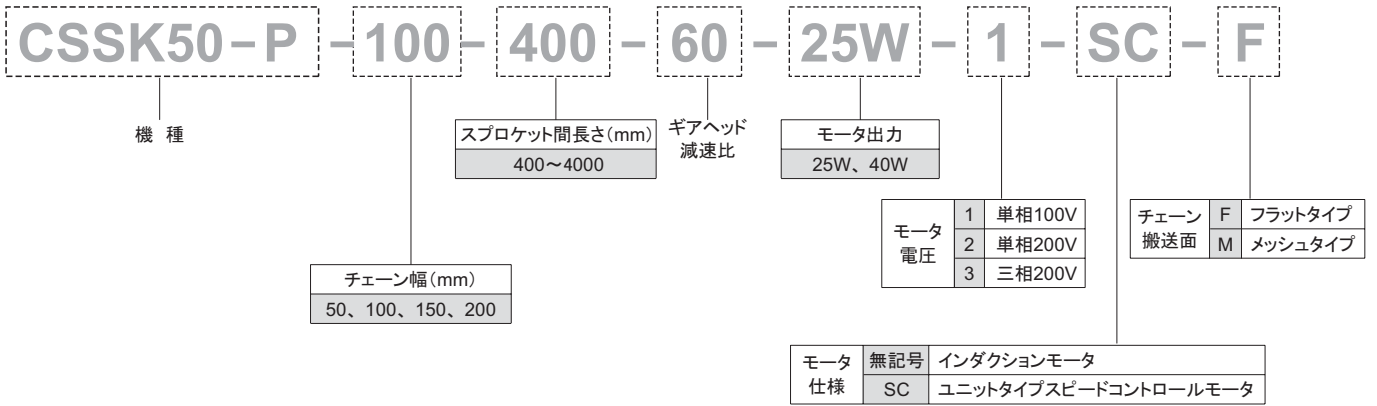 CSSK50-P-100-400-60-25W-1-SC-F
機 種
スプロケット間長さ(mm)
400~4000
ギアヘッド
減速比
モータ出力
25W、40W
モータ
電圧
1 単相100V
2 単相200V
3 三相200V
チェーン
搬送面
F フラットタイプ
M メッシュタイプ
チェーン幅(mm)
50、100、150、200
モータ
仕様
無記号 インダクションモータ
SC ユニットタイプスピードコントロールモータ